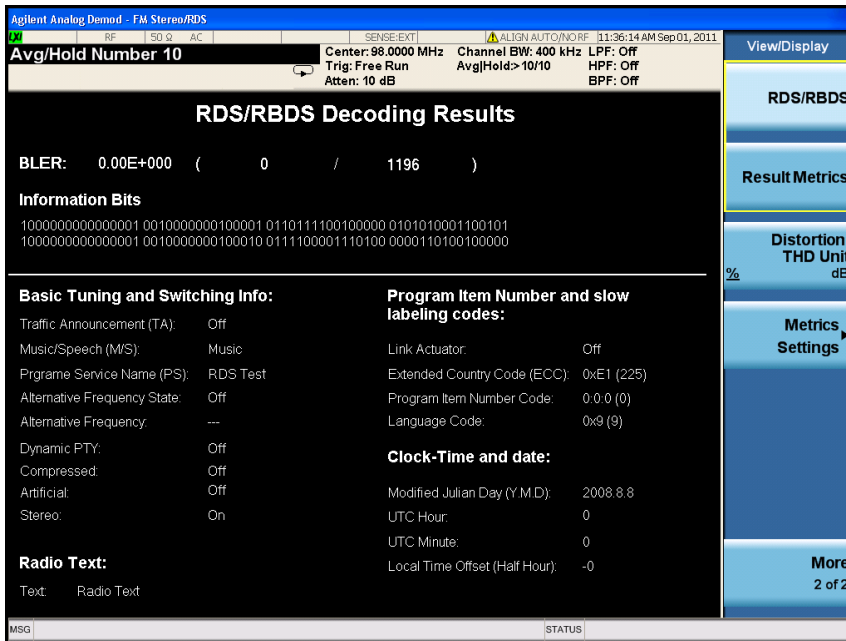 Agilent Analog Demod - FM Stereo/RDS
LXI RF 50 Ω AC SENSE:EXT ALIGN AUTO/NO RF 11:36:14 AM Sep 01, 2011
Avg/Hold Number 10
Center: 98.0000 MHz Channel BW: 400 kHz LPF: Off
Trig: Free Run Avg|Hold:>10/10 HPF: Off
Atten: 10 dB BPF: Off
RDS/RBDS Decoding Results
BLER: 0.00E+000 ( 0 / 1196 )
Information Bits
1000000000000001 0010000000100001 0110111100100000 0101010001100101
1000000000000001 0010000000100010 0111100001110100 0000110100100000
Basic Tuning and Switching Info:
Traffic Announcement (TA): Off
Music/Speech (M/S): Music
Prgrame Service Name (PS): RDS Test
Alternative Frequency State: Off
Alternative Frequency: ---
Dynamic PTY: Off
Compressed: Off
Artificial: Off
Stereo: On
Radio Text:
Text: Radio Text
Program Item Number and slow
labeling codes:
Link Actuator: Off
Extended Country Code (ECC): 0xE1 (225)
Program Item Number Code: 0:0:0 (0)
Language Code: 0x9 (9)
Clock-Time and date:
Modified Julian Day (Y.M.D): 2008.8.8
UTC Hour: 0
UTC Minute: 0
Local Time Offset (Half Hour): -0
View/Display
RDS/RBDS
Result Metrics
Distortion
THD Unit
% dB
Metrics
Settings
More
2 of 2
MSG STATUS